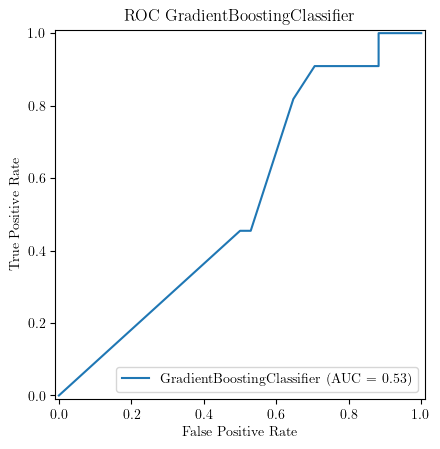 ROC GradientBoostingClassifier
1.0
0.8
0.6
0.4
0.2
0.0
True Positive Rate
GradientBoostingClassifier (AUC = 0.53)
0.0 0.2 0.4 0.6 0.8 1.0
False Positive Rate